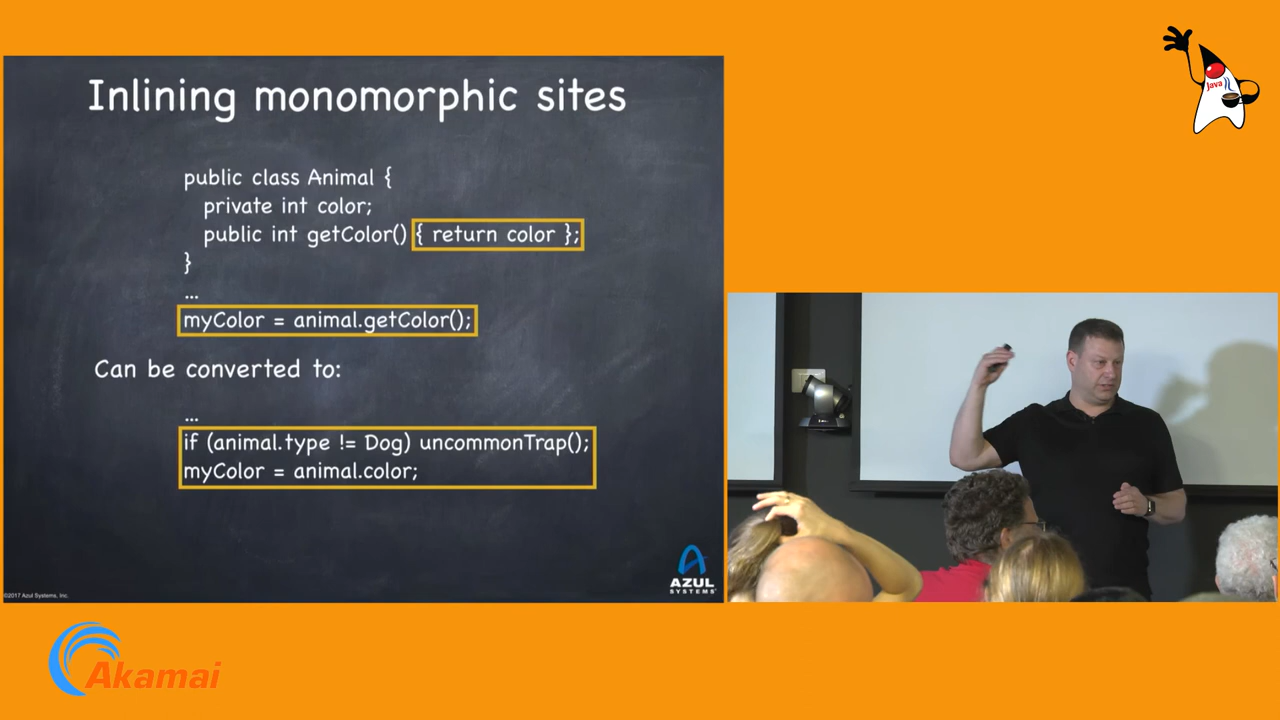 Inlining monomorphic sites
public class Animal {
private int color;
public int getColor() { return color };
}
...
myColor = animal.getColor();
Can be converted to:
...
if (animal.type != Dog) uncommonTrap();
myColor = animal.color;
©2017 Azul Systems, Inc.
AZUL
SYSTEMS
Java
Akamai